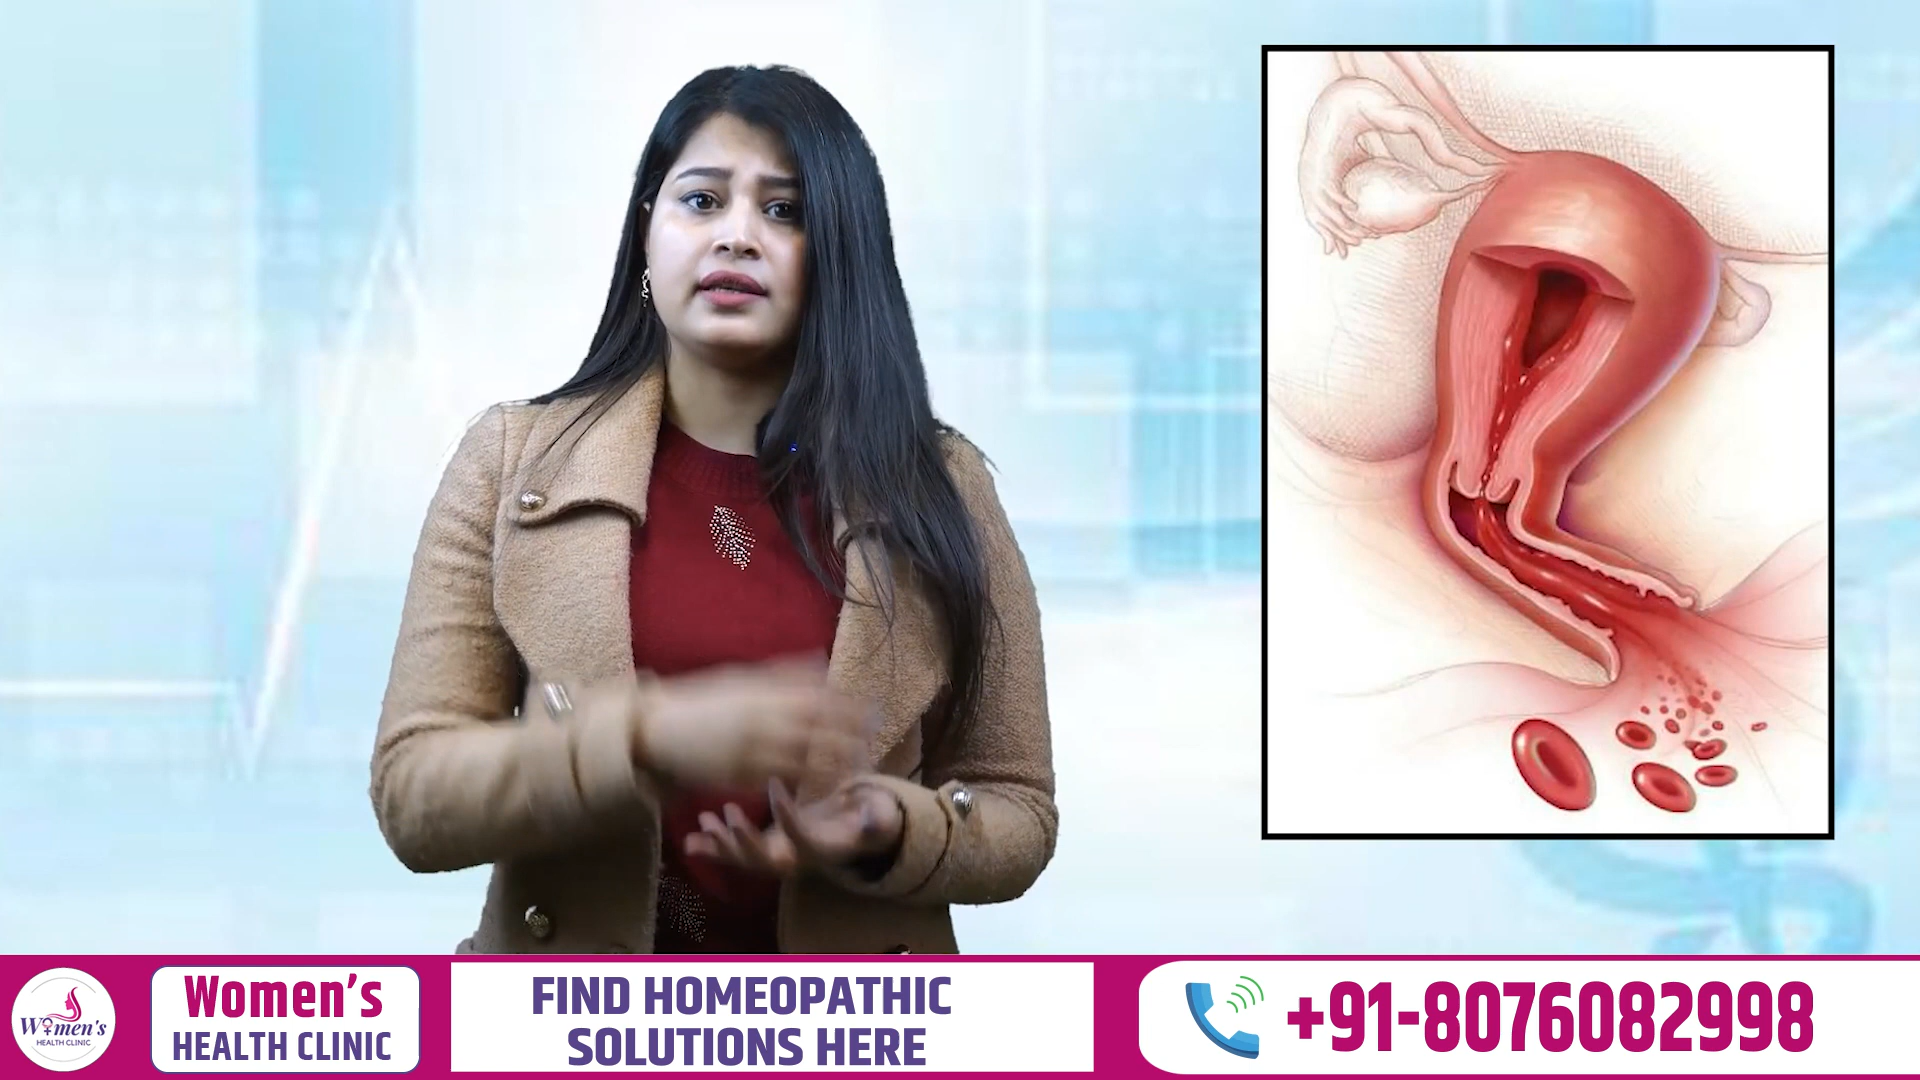 Women's
HEALTH CLINIC
Women's
HEALTH CLINIC
FIND HOMEOPATHIC
SOLUTIONS HERE
+91-8076082998